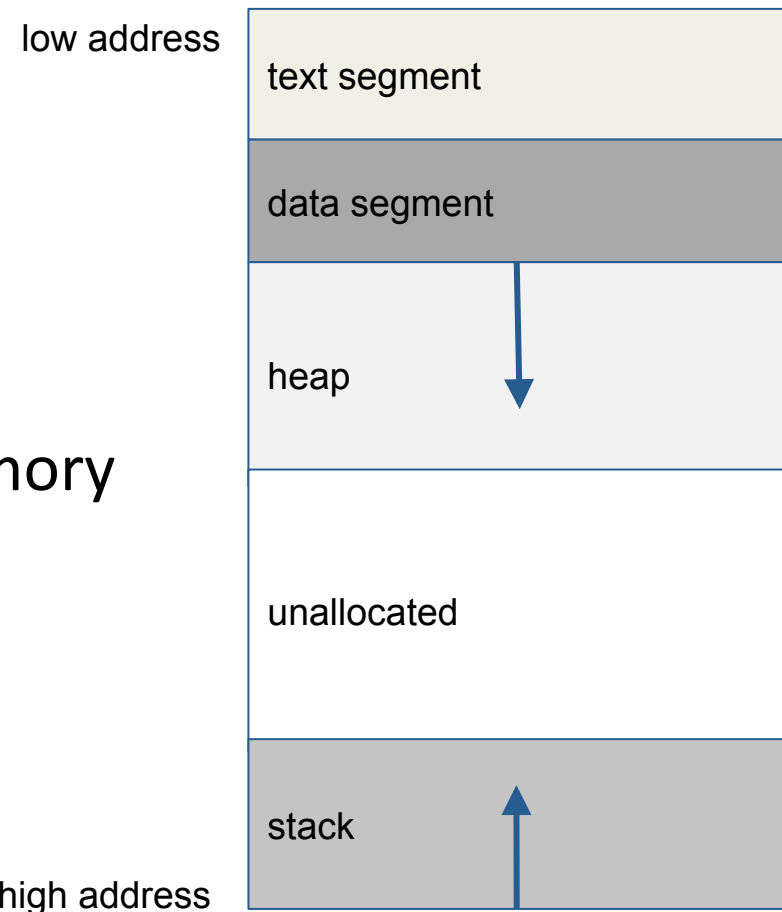 low address
text segment
data segment
heap
unallocated
stack
high address